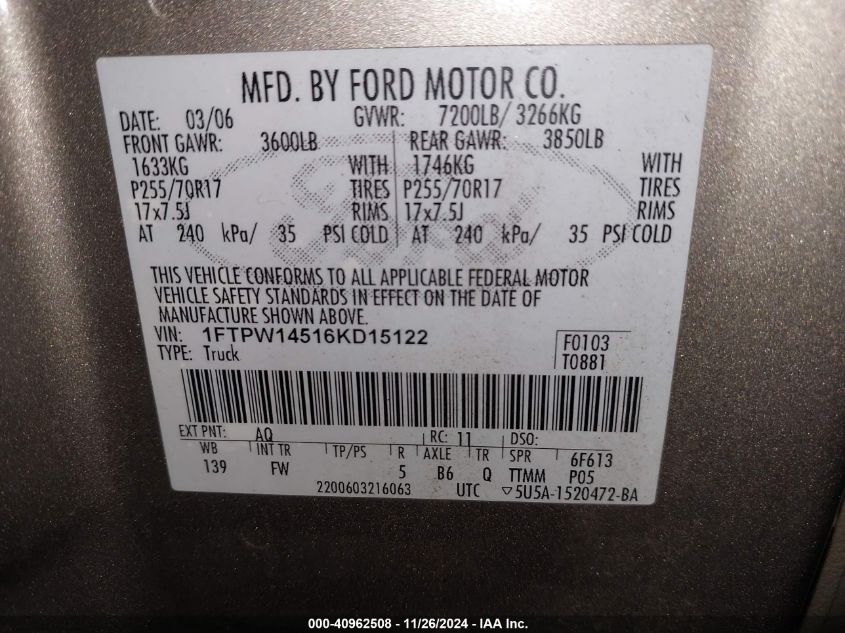 MFD. BY FORD MOTOR CO.
DATE: 03/06 GVWR: 7200LB/ 3266KG
FRONT GAWR: 3600LB REAR GAWR: 3850LB
1633KG WITH 1746KG WITH
P255/70R17 TIRES P255/70R17 TIRES
17x7.5J RIMS 17x7.5J RIMS
AT 240 kPa/ 35 PSI COLD AT 240 kPa/ 35 PSI COLD
THIS VEHICLE CONFORMS TO ALL APPLICABLE FEDERAL MOTOR
VEHICLE SAFETY STANDARDS IN EFFECT ON THE DATE OF
MANUFACTURE SHOWN ABOVE.
VIN: 1FTPW14516KD15122 F0103
TYPE: Truck T0881
EXT PNT: AQ RC: 11 DSO:
WB INT TR TP/PS R AXLE TR SPR 6F613
139 FW 5 B6 Q TTMM P05
2200603216063 UTC ▽5U5A-1520472-BA
000-40962508 - 11/26/2024 - IAA Inc.